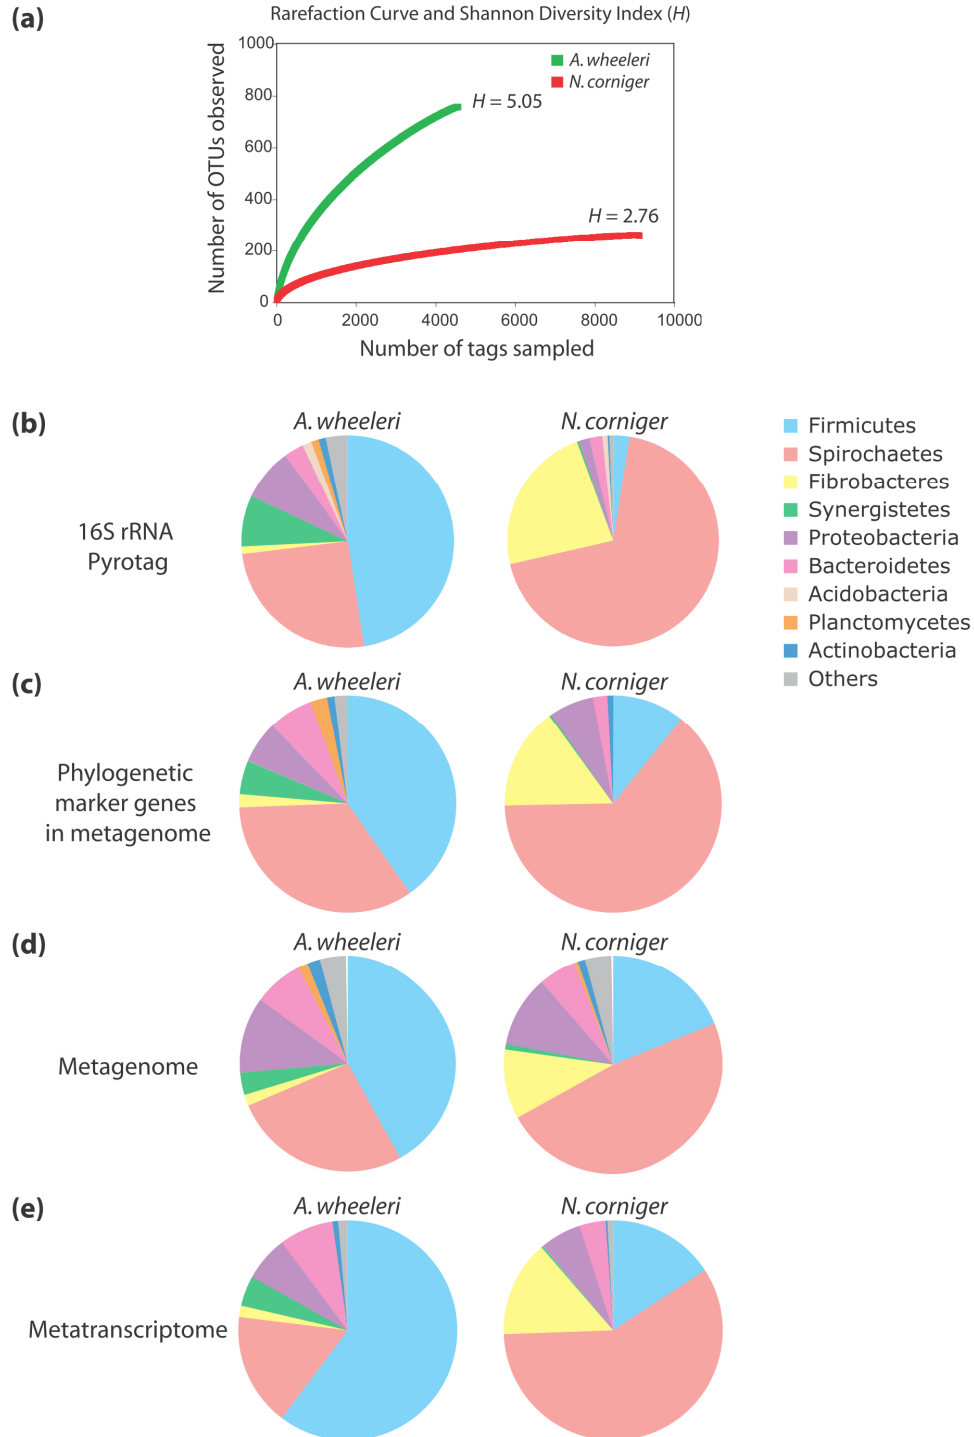 (a)
Rarefaction Curve and Shannon Diversity Index (H)
Number of OTUs observed
1000
800
600
400
200
0
A. wheeleri
N. corniger
H = 5.05
H = 2.76
0 2000 4000 6000 8000 10000
Number of tags sampled
(b)
A. wheeleri N. corniger
16S rRNA
Pyrotag
Firmicutes
Spirochaetes
Fibrobacteres
Synergistetes
Proteobacteria
Bacteroidetes
Acidobacteria
Planctomycetes
Actinobacteria
Others
(c)
A. wheeleri N. corniger
Phylogenetic
marker genes
in metagenome
(d)
A. wheeleri N. corniger
Metagenome
(e)
A. wheeleri N. corniger
Metatranscriptome